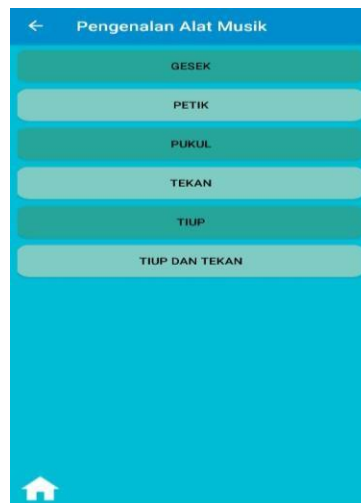 Pengenalan Alat Musik
GESEK
PETIK
PUKUL
TEKAN
TIUP
TIUP DAN TEKAN